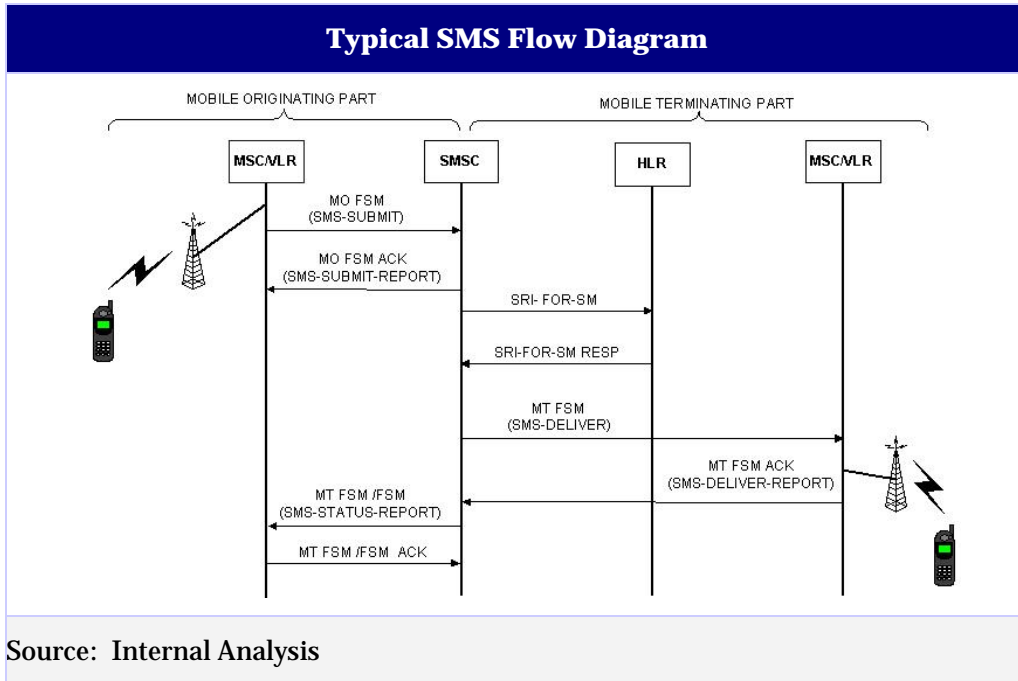 Typical SMS Flow Diagram
MOBILE ORIGINATING PART
MOBILE TERMINATING PART
MSC/VLR
SMSC
HLR
MSC/VLR
MO FSM
(SMS-SUBMIT)
MO FSM ACK
(SMS-SUBMIT-REPORT)
SRI- FOR-SM
SRI-FOR-SM RESP
MT FSM
(SMS-DELIVER)
MT FSM ACK
(SMS-DELIVER-REPORT)
MT FSM /FSM
(SMS-STATUS-REPORT)
MT FSM /FSM ACK
Source: Internal Analysis